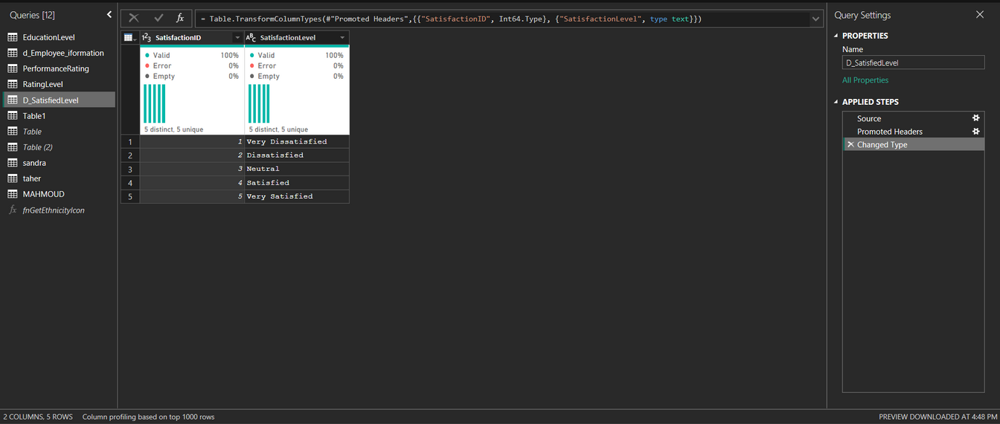 Queries [12]
EducationLevel
d_Employee_iformation
PerformanceRating
RatingLevel
D_SatisfiedLevel
Table1
Table
Table (2)
sandra
taher
MAHMOUD
fx fnGetEthnicityIcon
fx = Table.TransformColumnTypes(#"Promoted Headers",{{"SatisfactionID", Int64.Type}, {"SatisfactionLevel", type text}})
123 SatisfactionID ABC SatisfactionLevel
Valid 100% Valid 100%
Error 0% Error 0%
Empty 0% Empty 0%
5 distinct, 5 unique 5 distinct, 5 unique
1 1 Very Dissatisfied
2 2 Dissatisfied
3 3 Neutral
4 4 Satisfied
5 5 Very Satisfied
Query Settings
PROPERTIES
Name
D_SatisfiedLevel
All Properties
APPLIED STEPS
Source
Promoted Headers
Changed Type
2 COLUMNS, 5 ROWS Column profiling based on top 1000 rows PREVIEW DOWNLOADED AT 4:48 PM